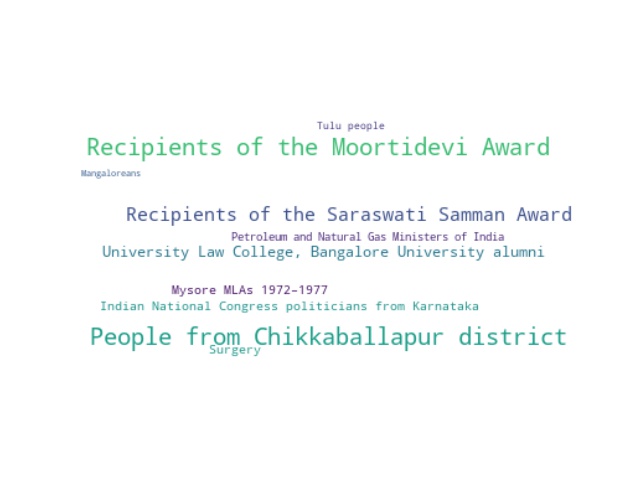 Tulu people
Recipients of the Moortidevi Award
Mangaloreans
Recipients of the Saraswati Samman Award
Petroleum and Natural Gas Ministers of India
University Law College, Bangalore University alumni
Mysore MLAs 1972–1977
Indian National Congress politicians from Karnataka
People from Chikkaballapur district
Surgery